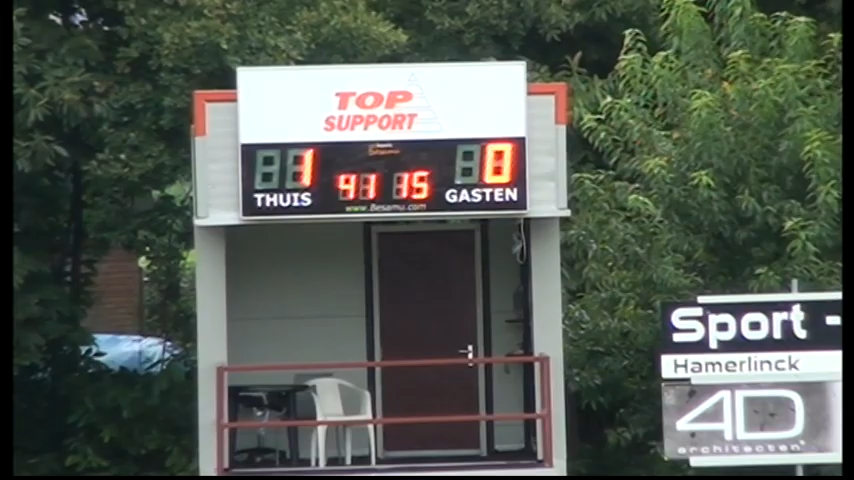 TOP
SUPPORT
1 0
THUIS 41 15 GASTEN
www.Besamu.com
Sport -
Hamerlinck
4D
architecten